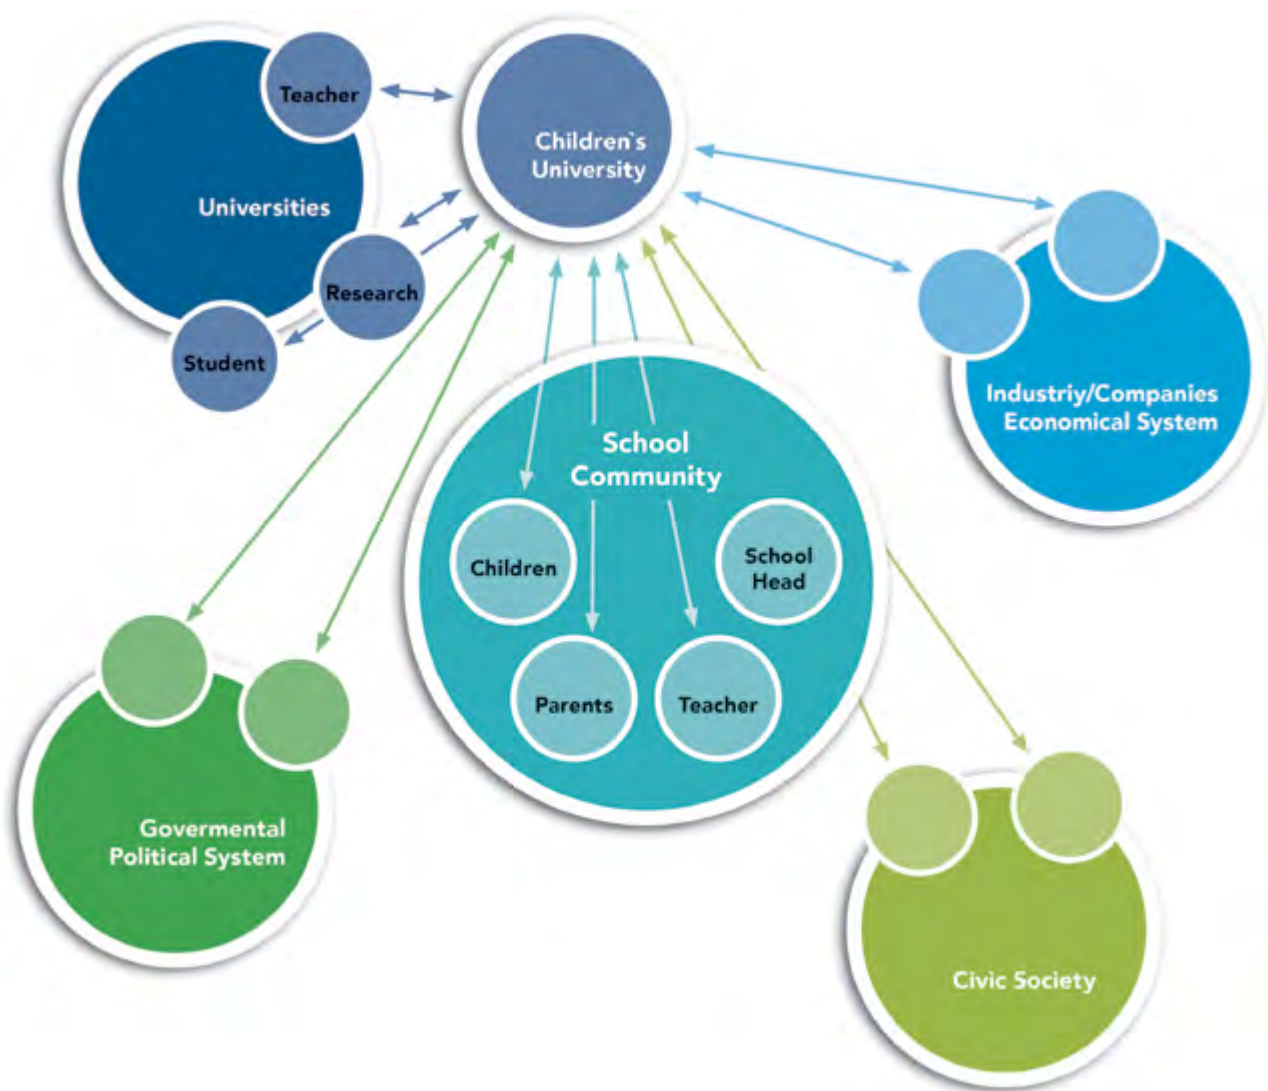 Teacher
Children`s
University
Universities
Research
Student
Industriy/Companies
Economical System
School
Community
Children
School
Head
Parents
Teacher
Govermental
Political System
Civic Society